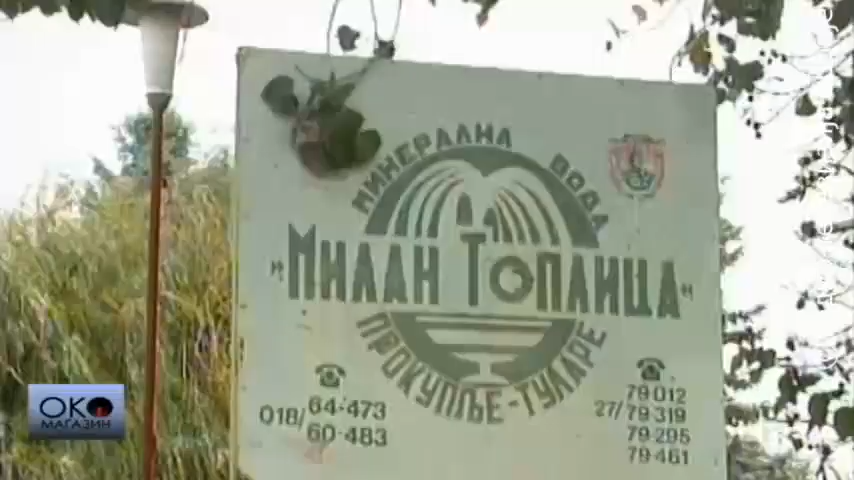 МИНЕРАЛНА ВОДА
"МИЛАН ТОПЛИЦА"
ПРОКУПЉЕ-ТУЛАРЕ
018/ 64-473
60-483
79 012
27/79-319
79-295
79-461
ОКО
МАГАЗИН